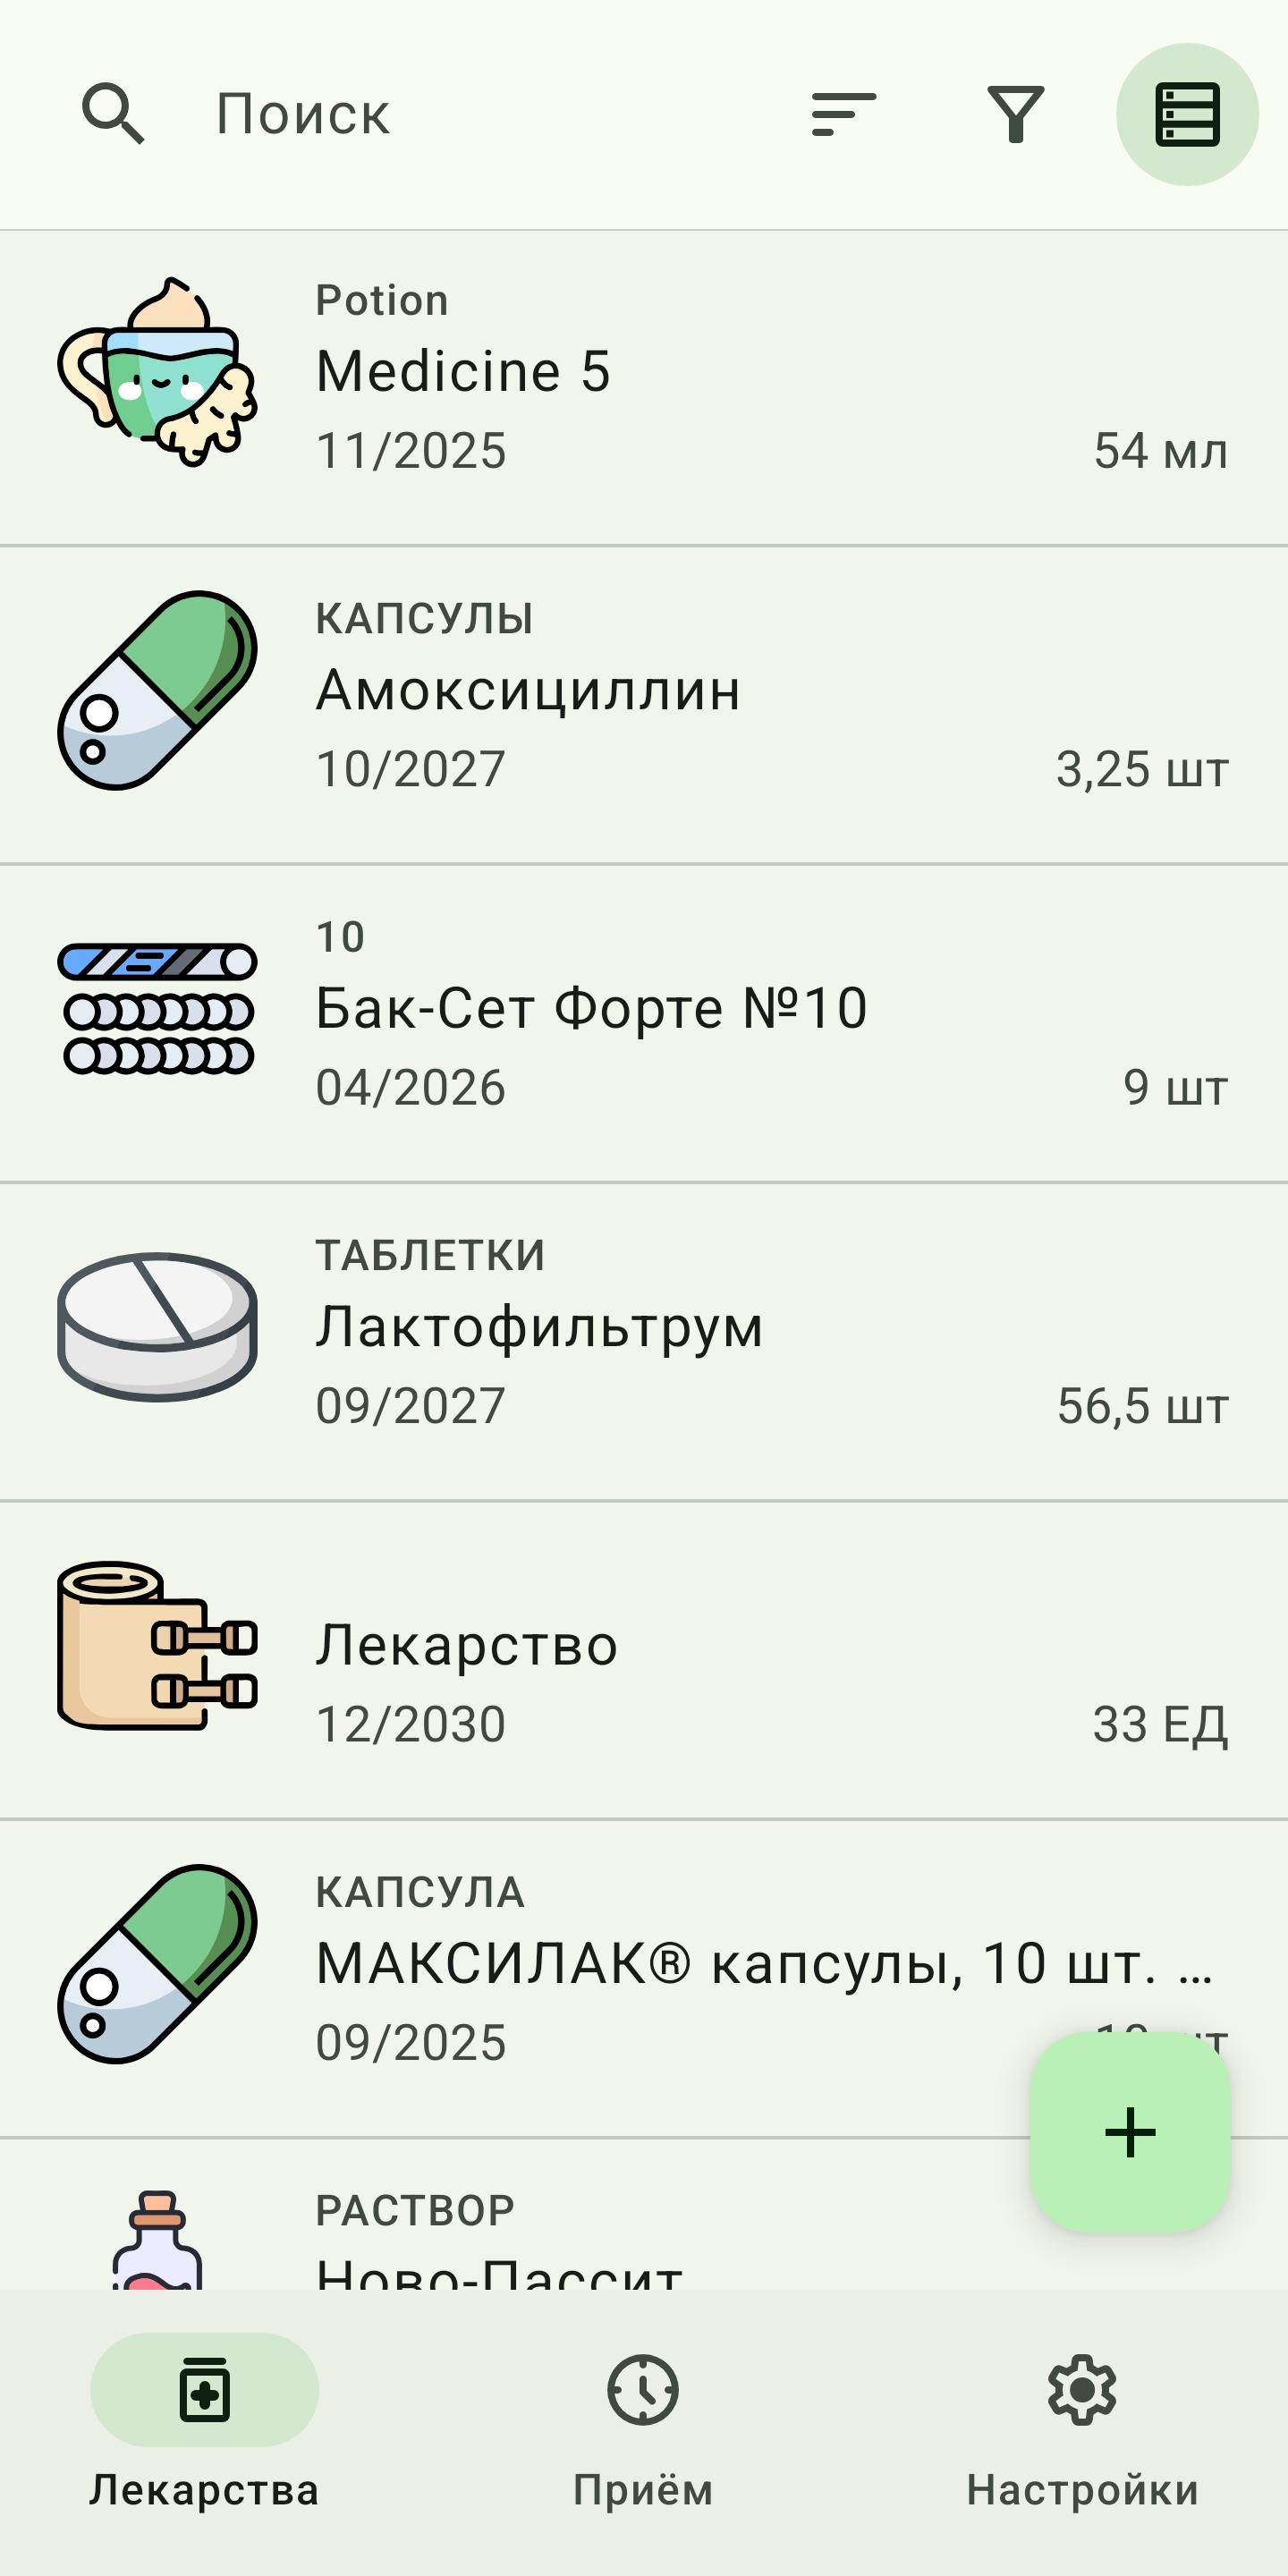 Поиск
Potion
Medicine 5
11/2025 54 мл
КАПСУЛЫ
Амоксициллин
10/2027 3,25 шт
10
Бак-Сет Форте №10
04/2026 9 шт
ТАБЛЕТКИ
Лактофильтрум
09/2027 56,5 шт
Лекарство
12/2030 33 ЕД
КАПСУЛА
МАКСИЛАК® капсулы, 10 шт. …
09/2025
РАСТВОР
Ново-Пассит
Лекарства
Приём
Настройки